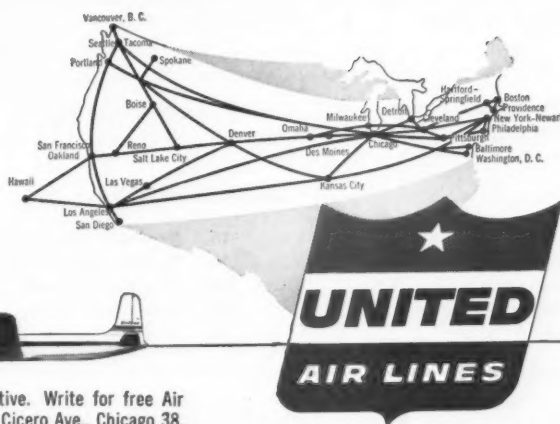 Vancouver, B. C.
Seattle-Tacoma
Portland
Spokane
Boise
San Francisco
Oakland
Reno
Salt Lake City
Denver
Omaha
Des Moines
Milwaukee
Detroit
Chicago
Cleveland
Hartford-
Springfield
Boston
Providence
New York-Newark
Philadelphia
Pittsburgh
Baltimore
Washington, D. C.
Hawaii
Las Vegas
Los Angeles
San Diego
Kansas City
UNITED
AIR LINES
tive. Write for free Air
Cicero Ave., Chicago 38